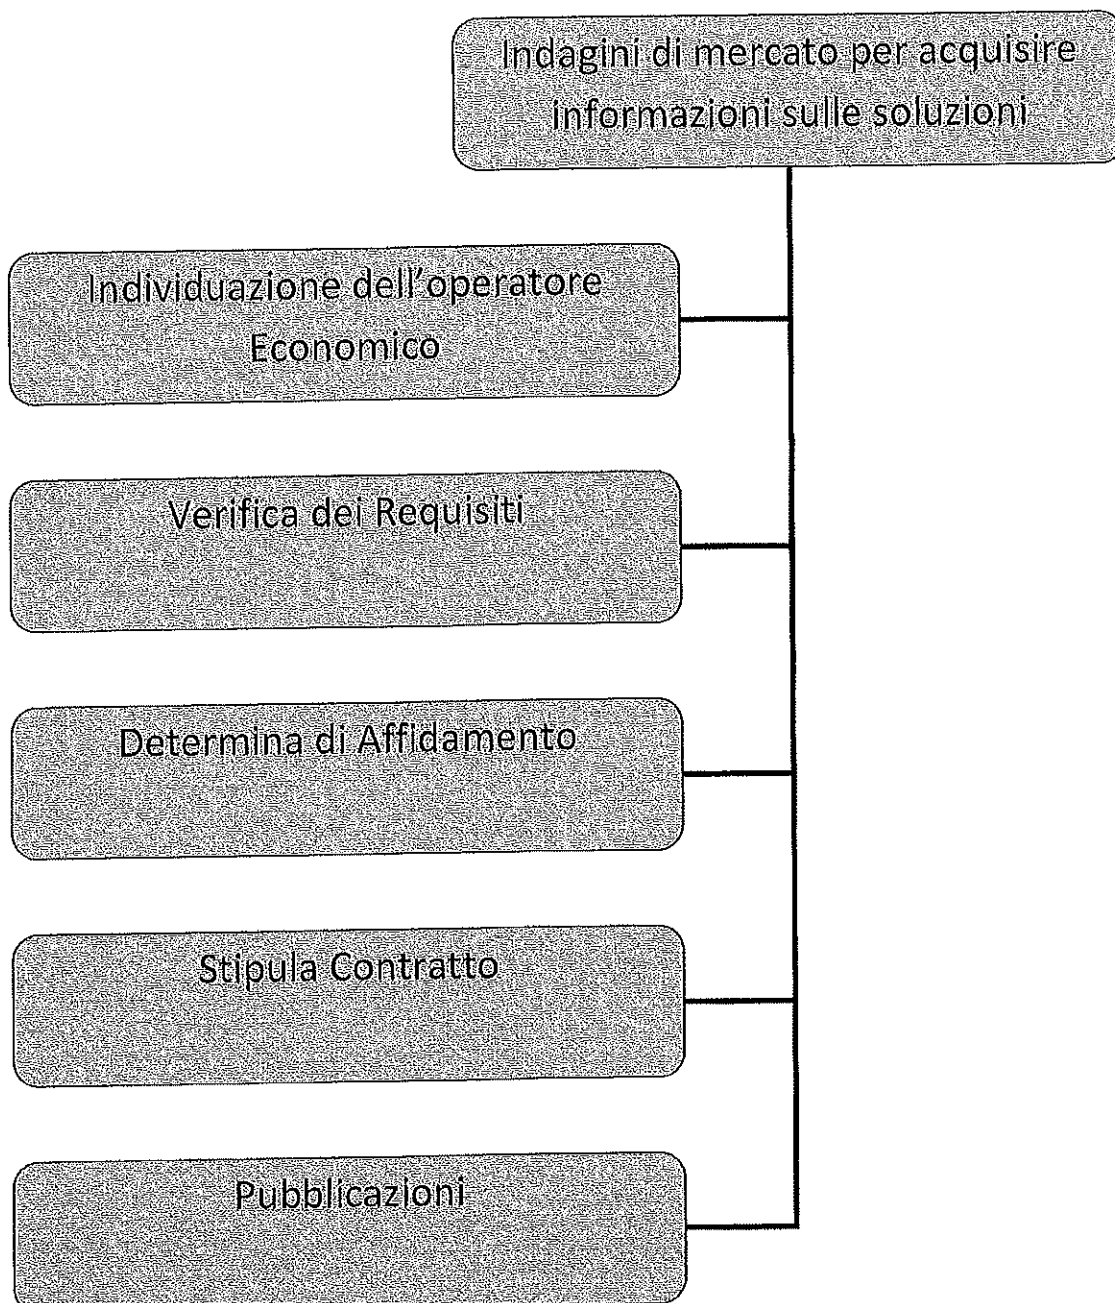 Indagini di mercato per acquisire
informazioni sulle soluzioni
Individuazione dell'operatore
Economico
Verifica dei Requisiti
Determina di Affidamento
Stipula Contratto
Pubblicazioni